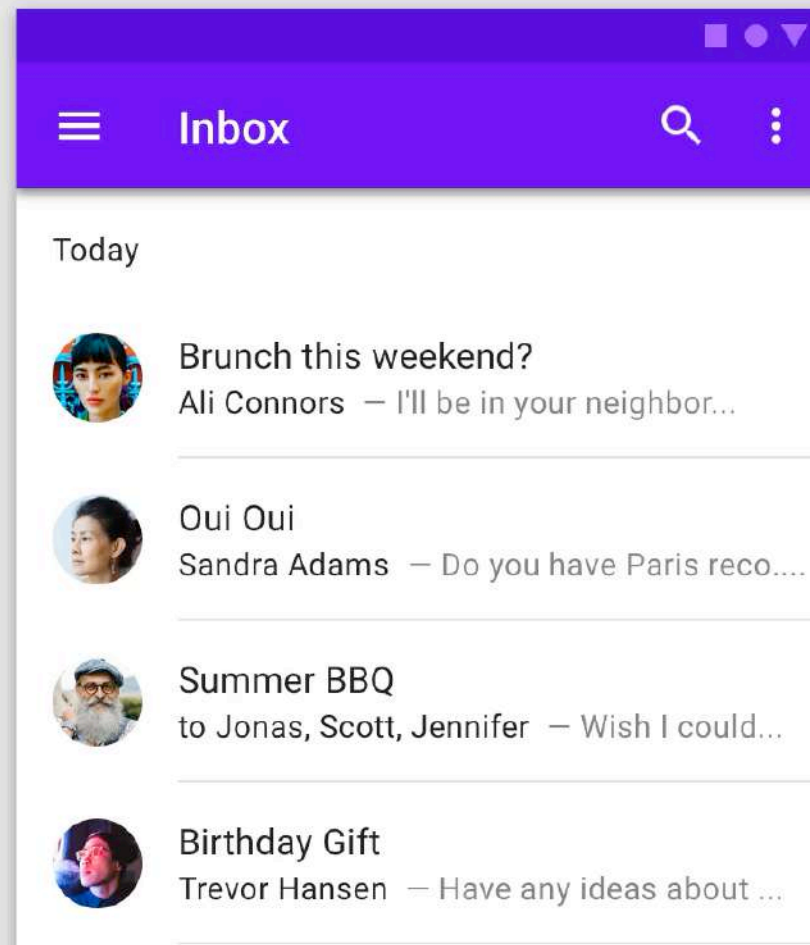 Inbox
Today
Brunch this weekend?
Ali Connors — I'll be in your neighbor...
Oui Oui
Sandra Adams — Do you have Paris reco....
Summer BBQ
to Jonas, Scott, Jennifer — Wish I could...
Birthday Gift
Trevor Hansen — Have any ideas about ...